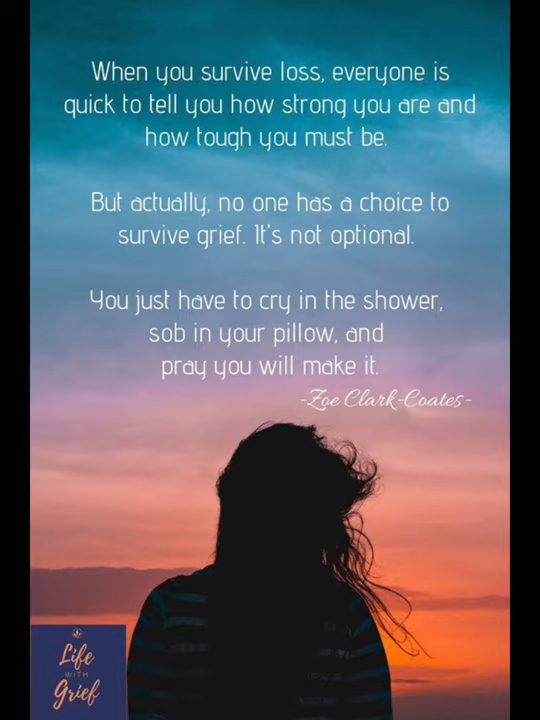 When you survive loss, everyone is
quick to tell you how strong you are and
how tough you must be.
But actually, no one has a choice to
survive grief. It's not optional.
You just have to cry in the shower,
sob in your pillow, and
pray you will make it.
-Zoe Clark-Coates-
Life
WITH
Grief